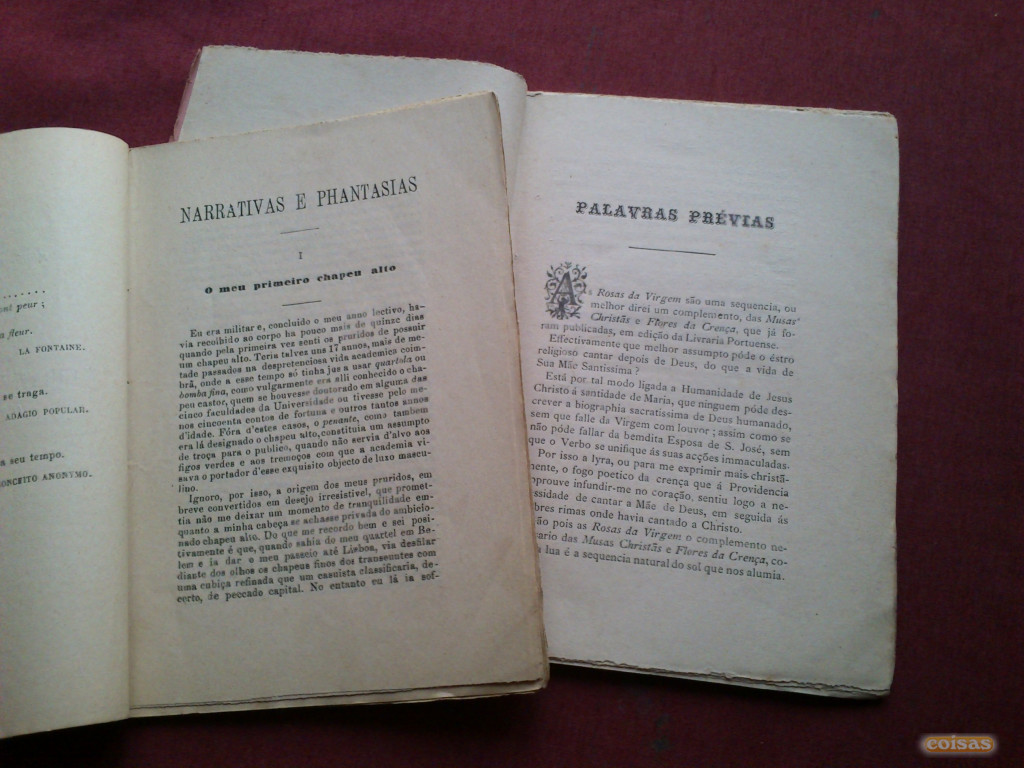 . . . . . . .
ont peur ;
a fleur.
LA FONTAINE.
se traga.
ADAGIO POPULAR.
a seu tempo.
CONCEITO ANONYMO.
NARRATIVAS E PHANTASIAS
I
O meu primeiro chapeu alto
Eu era militar e, concluido o meu anno lectivo, ha-
via recolhido ao corpo ha pouco mais de quinze dias
quando pela primeira vez senti os pruridos de possuir
um chapeu alto. Teria talves uns 17 annos, mais de me-
tade passados na despretenciosa vida academica coim-
brã, onde a esse tempo só tinha jus a usar quartola ou
bomba fina, como vulgarmente era alli conhecido o cha-
peu castor, quem se houvesse doutorado em alguma das
cinco faculdades da Universidade ou tivesse pelo me-
nos cincoenta contos de fortuna e outros tantos annos
d'idade. Fóra d'estes casos, o penante, como tambem
era lá designado o chapeu alto, constituia um assumpto
de troça para o publico, quando não servia d'alvo aos
figos verdes e aos tremoços com que a academia vi-
sava o portador d'esse exquisito objecto de luxo mascu-
lino.
Ignoro, por isso, a origem dos meus pruridos, em
breve convertidos em desejo irresistivel, que promet-
tia não me deixar um momento de tranquilidade em-
quanto a minha cabeça se achasse privada do ambicio-
nado chapeu alto. Do que me recordo bem e sei posi-
tivamente é que, quando sahia do meu quartel em Be-
lem e ia dar o meu passeio até Lisboa, via desfilar
diante dos olhos os chapeus finos dos transeuntes com
uma cubiça refinada que um casuista classificaria, de-
certo, de peccado capital. No entanto eu lá ia sof-
PALAVRAS PRÉVIAS
As Rosas da Virgem são uma sequencia, ou
melhor direi um complemento, das Musas
Christãs e Flores da Crença, que já fo-
ram publicadas, em edição da Livraria Portuense.
Effectivamente que melhor assumpto póde o éstro
religioso cantar depois de Deus, do que a vida de
Sua Mãe Santissima ?
Está por tal modo ligada a Humanidade de Jesus
Christo á santidade de Maria, que ninguem póde des-
crever a biographia sacratissima de Deus humanado,
sem que falle da Virgem com louvor ; assim como se
não póde fallar da bemdita Esposa de S. José, sem
que o Verbo se unifique ás suas acções immaculadas.
Por isso a lyra, ou para me exprimir mais christã-
mente, o fogo poetico da crença que á Providencia
approuve infundir-me no coração, sentiu logo a ne-
ssidade de cantar a Mãe de Deus, em seguida ás
bres rimas onde havia cantado a Christo.
ão pois as Rosas da Virgem o complemento ne-
ario das Musas Christãs e Flores da Crença, co-
a lua é a sequencia natural do sol que nos alumia.
coisas